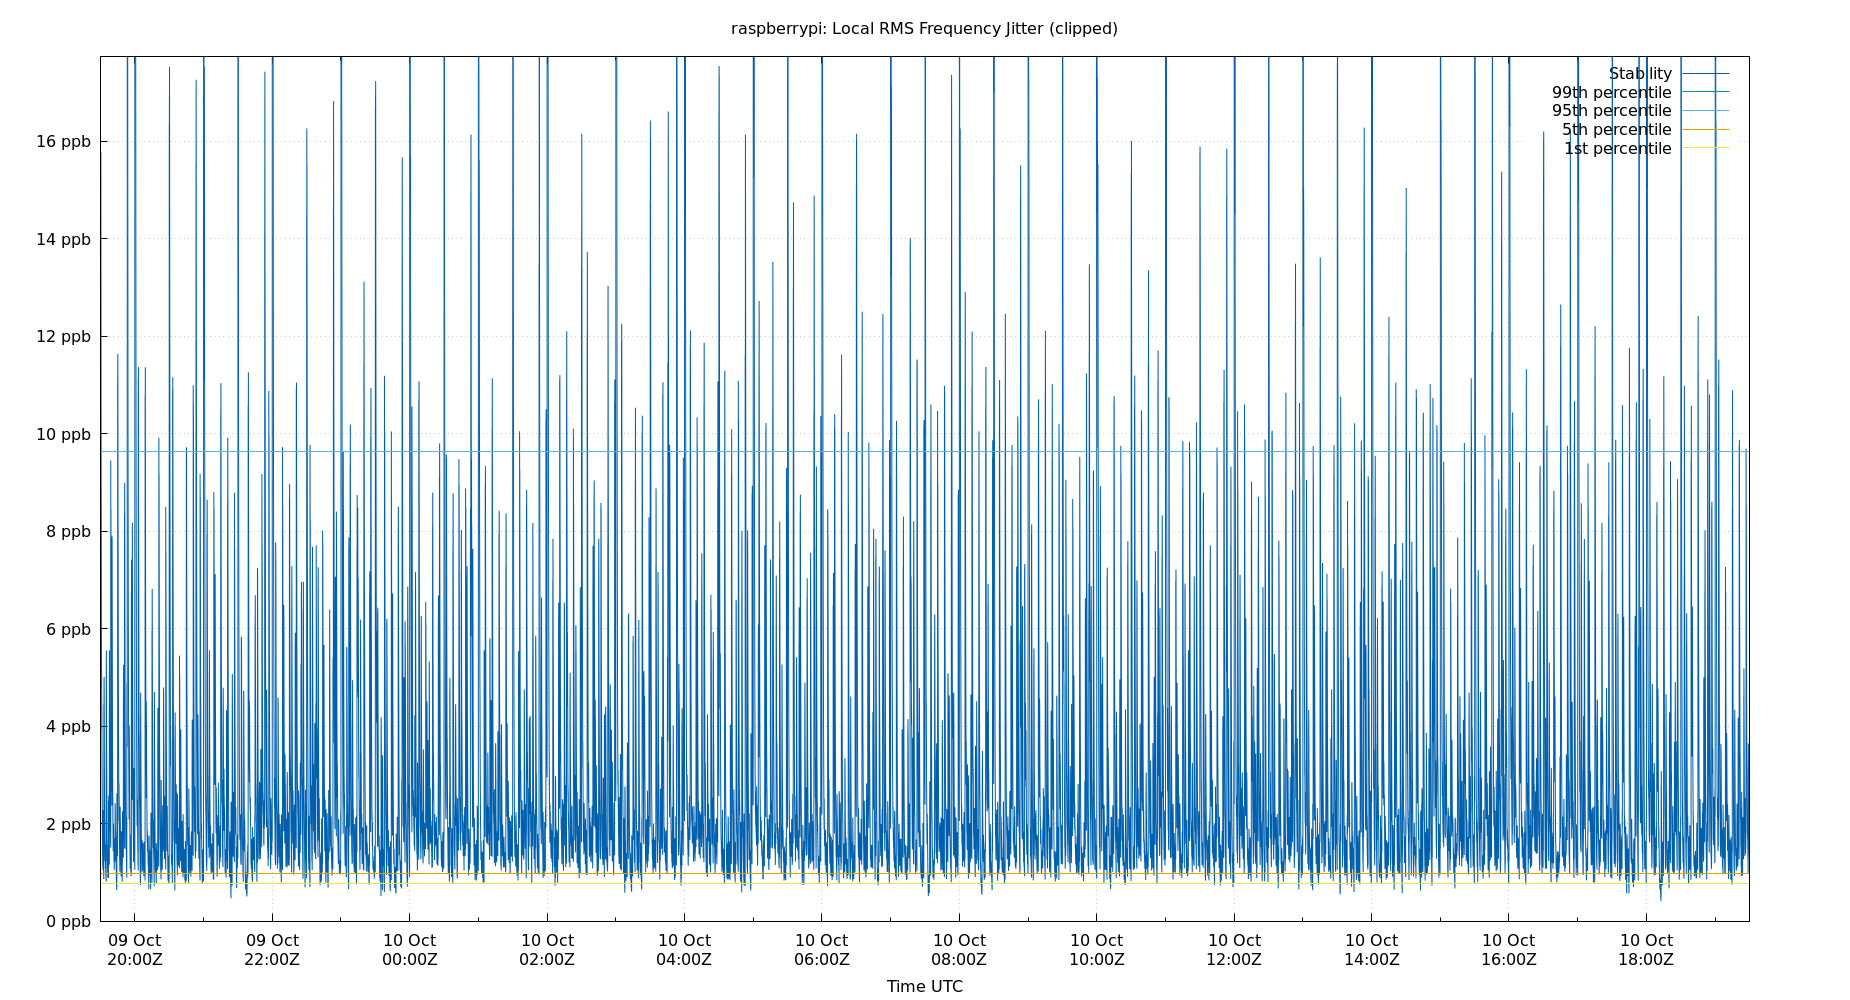 raspberrypi: Local RMS Frequency Jitter (clipped)
Stability
99th percentile
95th percentile
5th percentile
1st percentile
16 ppb
14 ppb
12 ppb
10 ppb
8 ppb
6 ppb
4 ppb
2 ppb
0 ppb
09 Oct 09 Oct 10 Oct 10 Oct 10 Oct 10 Oct 10 Oct 10 Oct 10 Oct 10 Oct 10 Oct 10 Oct
20:00Z 22:00Z 00:00Z 02:00Z 04:00Z 06:00Z 08:00Z 10:00Z 12:00Z 14:00Z 16:00Z 18:00Z
Time UTC